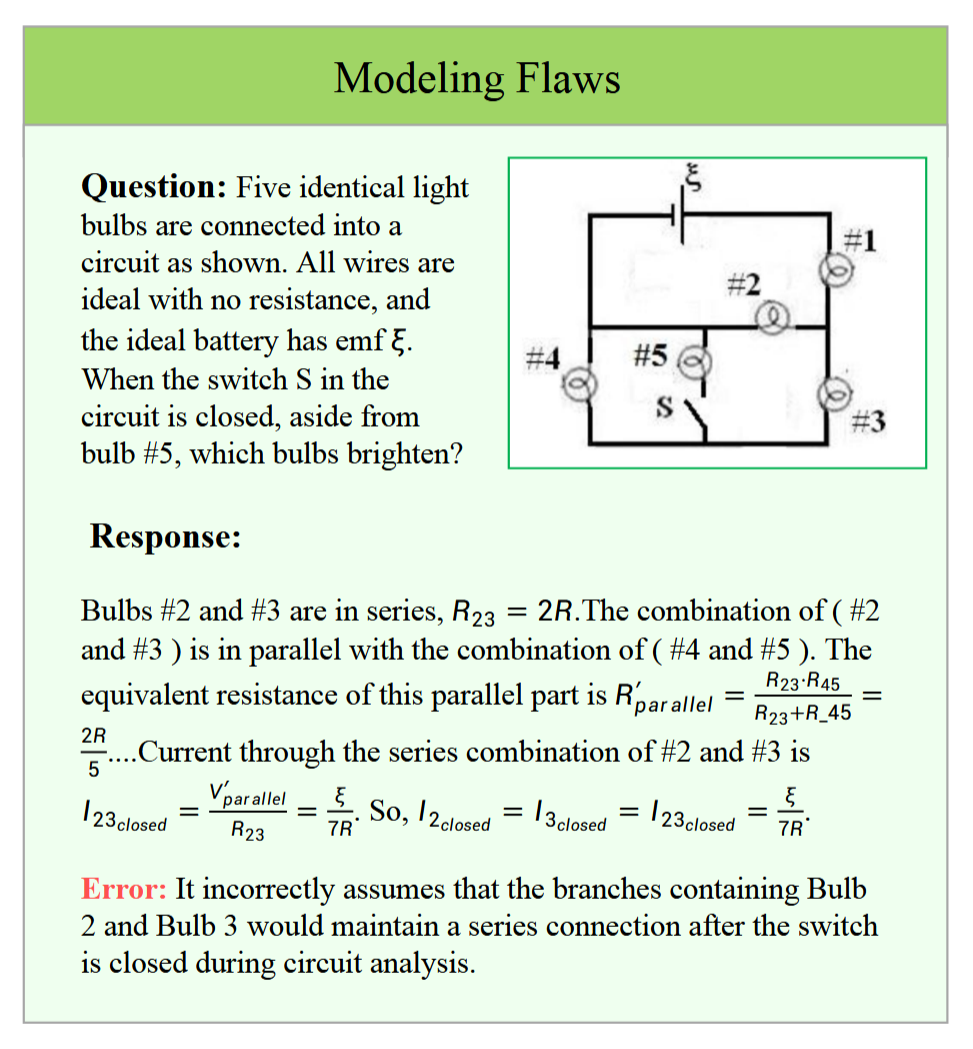 Modeling Flaws
Question: Five identical light
bulbs are connected into a
circuit as shown. All wires are
ideal with no resistance, and
the ideal battery has emf ξ.
When the switch S in the
circuit is closed, aside from
bulb #5, which bulbs brighten?
ξ
#1
#2
#4
#5
S
#3
Response:
Bulbs #2 and #3 are in series, R₂₃ = 2R.The combination of ( #2
and #3 ) is in parallel with the combination of ( #4 and #5 ). The
equivalent resistance of this parallel part is R'_{parallel} = \frac{R_{23}·R_{45}}{R_{23}+R\_45} =
\frac{2R}{5}....Current through the series combination of #2 and #3 is
I_{23_{closed}} = \frac{V'_{parallel}}{R_{23}} = \frac{ξ}{7R}. So, I_{2_{closed}} = I_{3_{closed}} = I_{23_{closed}} = \frac{ξ}{7R}.
Error: It incorrectly assumes that the branches containing Bulb
2 and Bulb 3 would maintain a series connection after the switch
is closed during circuit analysis.